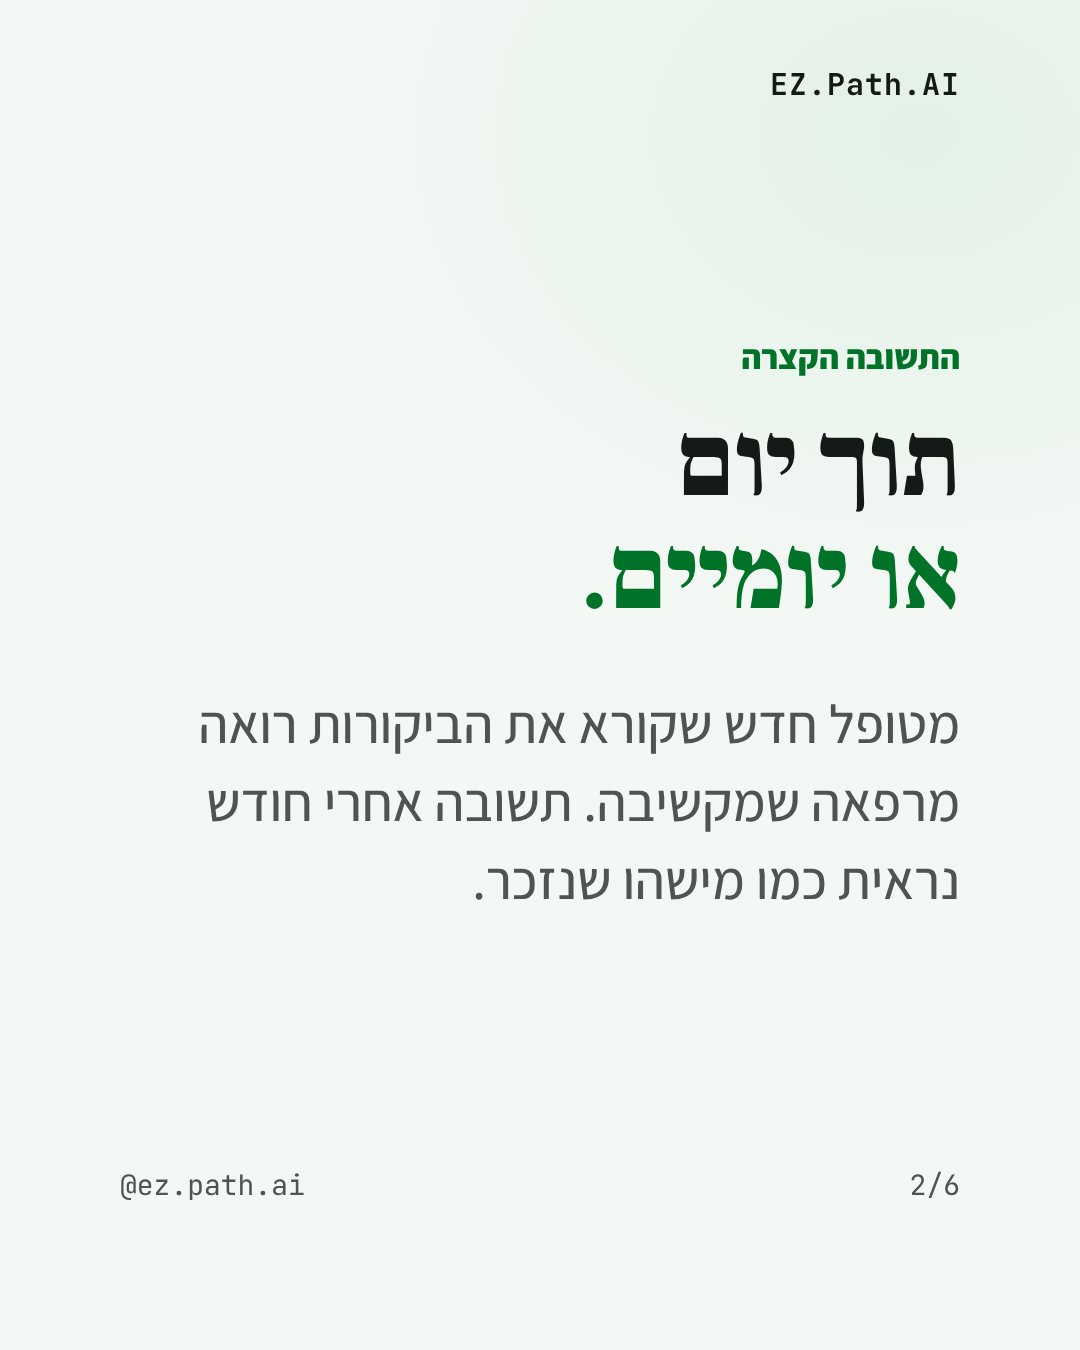 EZ.Path.AI
התשובה הקצרה
תוך יום
או יומיים.
מטופל חדש שקורא את הביקורות רואה
מרפאה שמקשיבה. תשובה אחרי חודש
נראית כמו מישהו שנזכר.
@ez.path.ai
2/6